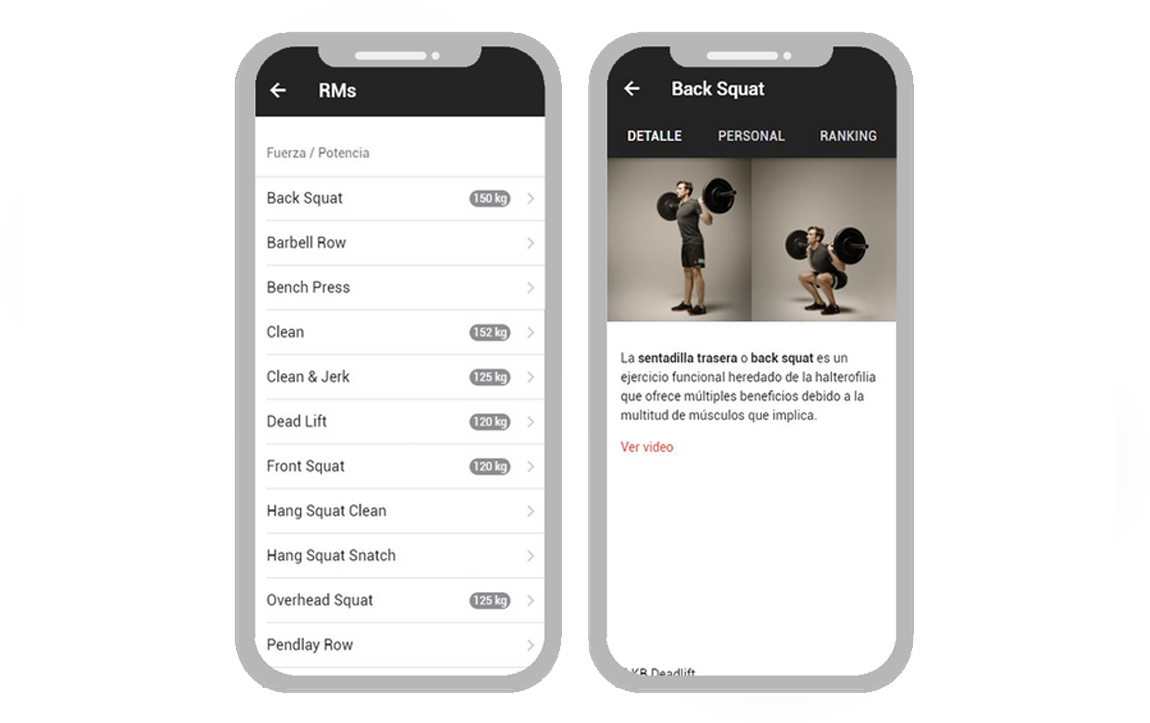 RMs
Fuerza / Potencia
Back Squat 150 kg
Barbell Row
Bench Press
Clean 152 kg
Clean & Jerk 125 kg
Dead Lift 120 kg
Front Squat 120 kg
Hang Squat Clean
Hang Squat Snatch
Overhead Squat 125 kg
Pendlay Row
Back Squat
DETALLE PERSONAL RANKING
La sentadilla trasera o back squat es un
ejercicio funcional heredado de la halterofilia
que ofrece múltiples beneficios debido a la
multitud de músculos que implica.
Ver video
KB Deadlift